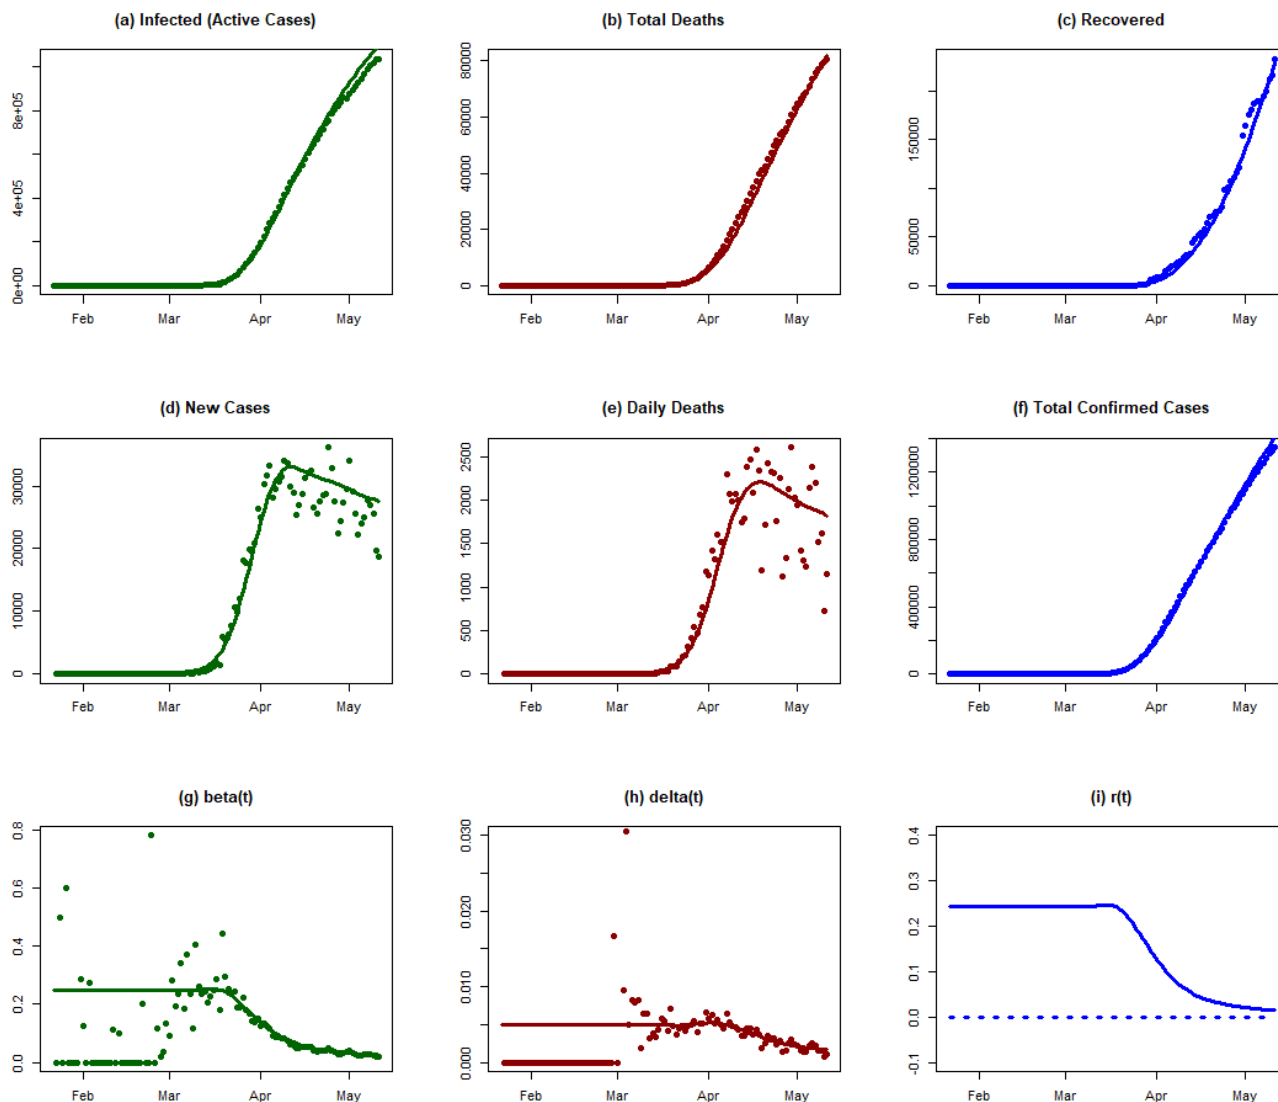 (a) Infected (Active Cases)
(b) Total Deaths
(c) Recovered
0e+00 4e+05 8e+05
0 20000 40000 60000 80000
0 50000 150000
Feb Mar Apr May
Feb Mar Apr May
Feb Mar Apr May
(d) New Cases
(e) Daily Deaths
(f) Total Confirmed Cases
0 10000 20000 30000
0 500 1000 1500 2000 2500
0 400000 800000 1200000
Feb Mar Apr May
Feb Mar Apr May
Feb Mar Apr May
(g) beta(t)
(h) delta(t)
(i) r(t)
0.0 0.2 0.4 0.6 0.8
0.000 0.010 0.020 0.030
-0.1 0.0 0.1 0.2 0.3 0.4
Feb Mar Apr May
Feb Mar Apr May
Feb Mar Apr May